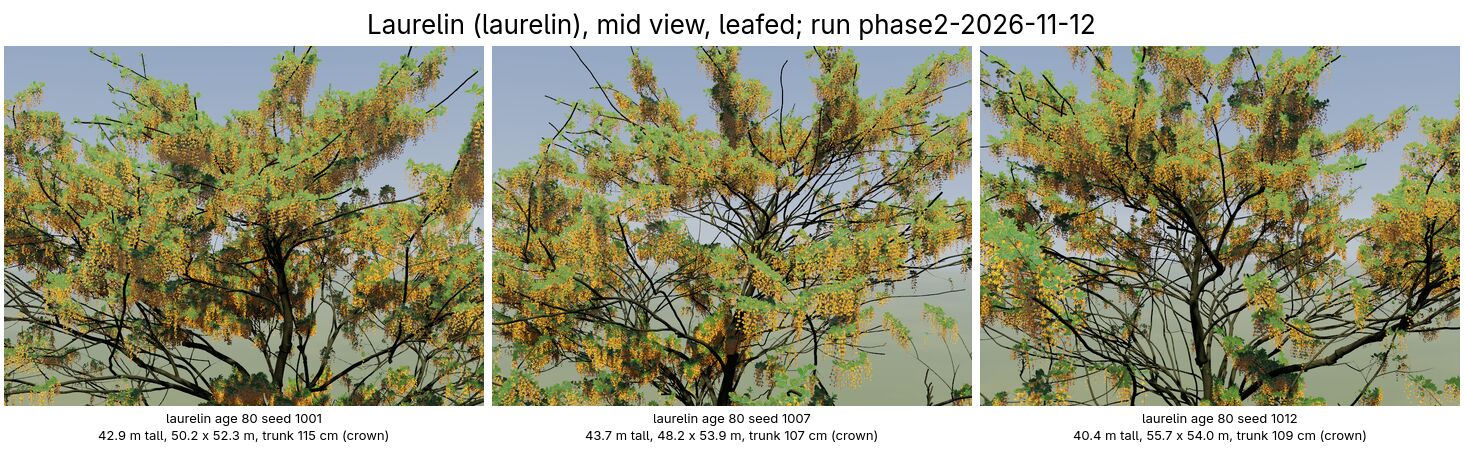 Laurelin (laurelin), mid view, leafed; run phase2-2026-11-12
laurelin age 80 seed 1001
42.9 m tall, 50.2 x 52.3 m, trunk 115 cm (crown)
laurelin age 80 seed 1007
43.7 m tall, 48.2 x 53.9 m, trunk 107 cm (crown)
laurelin age 80 seed 1012
40.4 m tall, 55.7 x 54.0 m, trunk 109 cm (crown)